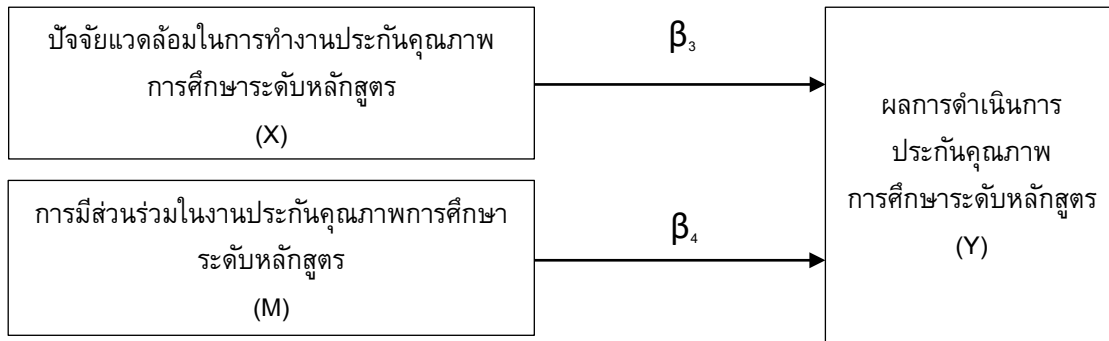 ปัจจัยแวดล้อมในการทำงานประกันคุณภาพ
การศึกษาระดับหลักสูตร
(X)
β₃
การมีส่วนร่วมในงานประกันคุณภาพการศึกษา
ระดับหลักสูตร
(M)
β₄
ผลการดำเนินการ
ประกันคุณภาพ
การศึกษาระดับหลักสูตร
(Y)